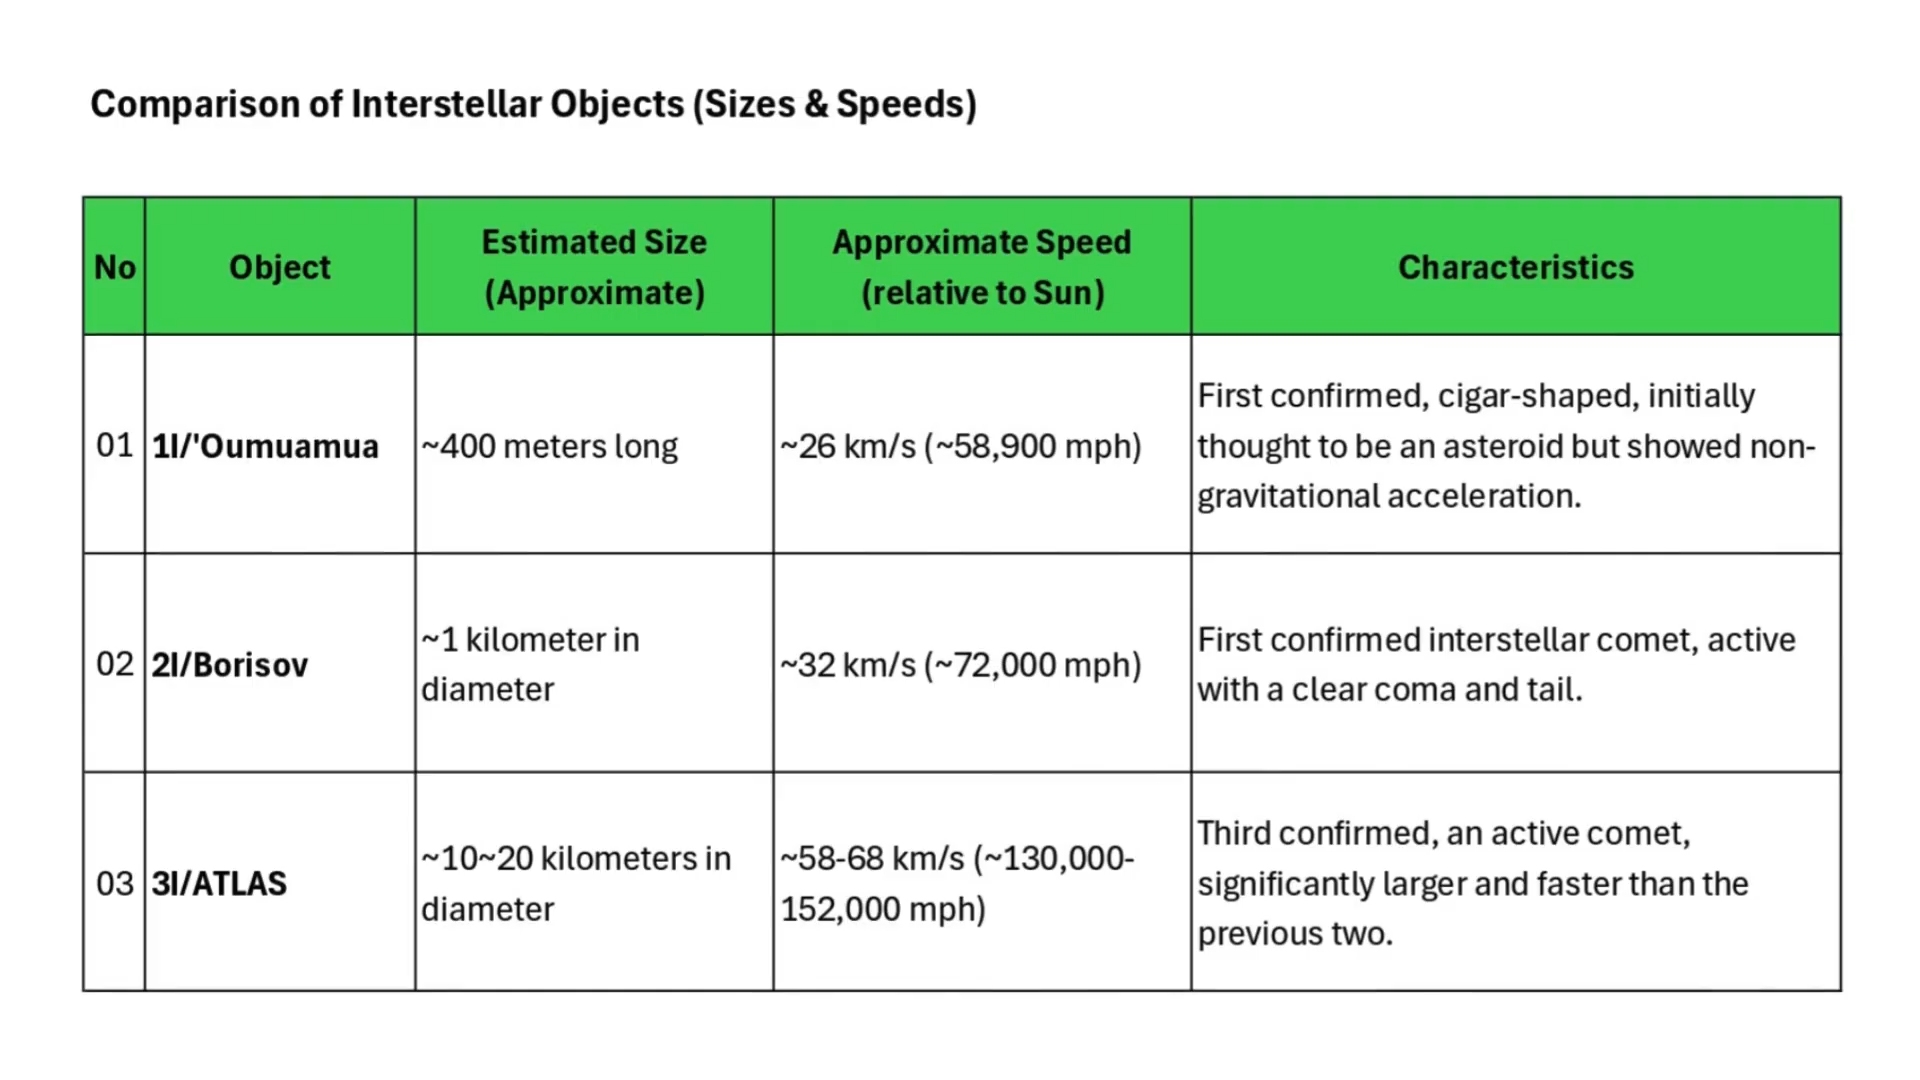 Comparison of Interstellar Objects (Sizes & Speeds)
No
Object
Estimated Size
(Approximate)
Approximate Speed
(relative to Sun)
Characteristics
01
1I/'Oumuamua
~400 meters long
~26 km/s (~58,900 mph)
First confirmed, cigar-shaped, initially
thought to be an asteroid but showed non-
gravitational acceleration.
02
2I/Borisov
~1 kilometer in
diameter
~32 km/s (~72,000 mph)
First confirmed interstellar comet, active
with a clear coma and tail.
03
3I/ATLAS
~10~20 kilometers in
diameter
~58-68 km/s (~130,000-
152,000 mph)
Third confirmed, an active comet,
significantly larger and faster than the
previous two.